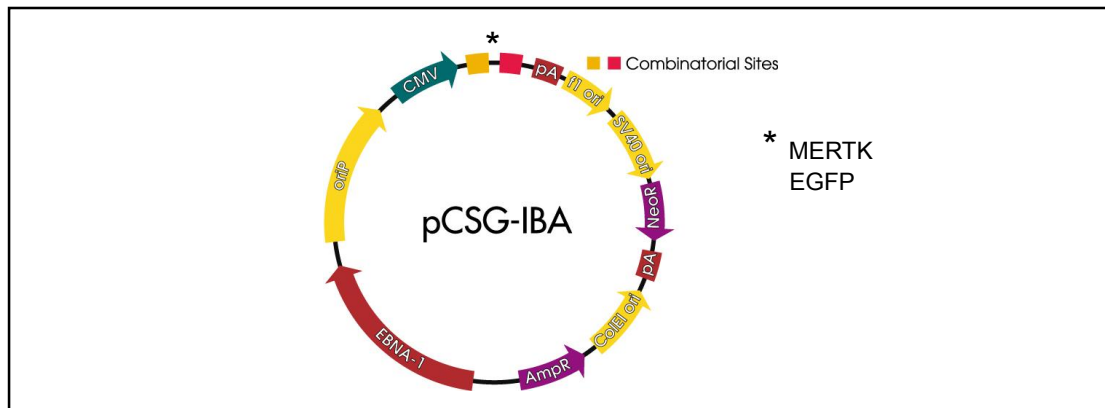 *
Combinatorial Sites
CMV
pA
f1 ori
SV40 ori
* MERTK
EGFP
oriP
pCSG-IBA
NeoR
pA
ColEI ori
EBNA-1
AmpR